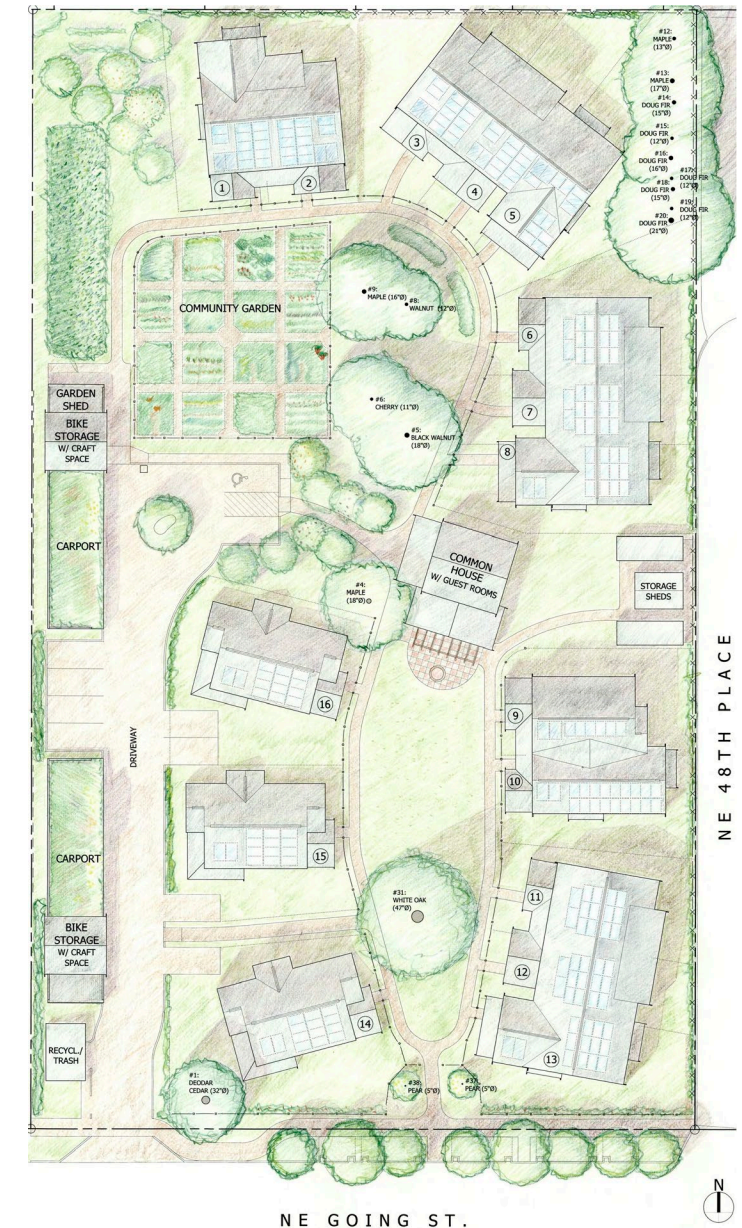 #12:
MAPLE
(13"Ø)
#13:
MAPLE
(17"Ø)
#14:
DOUG FIR
(15"Ø)
#15:
DOUG FIR
(12"Ø)
#16:
DOUG FIR
(16"Ø)
#17:
DOUG FIR
(12"Ø)
#18:
DOUG FIR
(15"Ø)
#19:
DOUG FIR
(12"Ø)
#20:
DOUG FIR
(21"Ø)
1
2
3
4
5
COMMUNITY GARDEN
#9:
MAPLE (16"Ø)
#8:
WALNUT (12"Ø)
6
7
8
#6:
CHERRY (11"Ø)
#5:
BLACK WALNUT
(18"Ø)
GARDEN
SHED
BIKE
STORAGE
W/ CRAFT
SPACE
CARPORT
COMMON
HOUSE
W/ GUEST ROOMS
#4:
MAPLE
(18"Ø)
STORAGE
SHEDS
16
9
10
DRIVEWAY
NE 48TH PLACE
15
CARPORT
#31:
WHITE OAK
(47"Ø)
11
12
13
BIKE
STORAGE
W/ CRAFT
SPACE
14
RECYCL./
TRASH
#1:
DEODAR
CEDAR (32"Ø)
#38:
PEAR (5"Ø)
#37:
PEAR (5"Ø)
N
NE GOING ST.